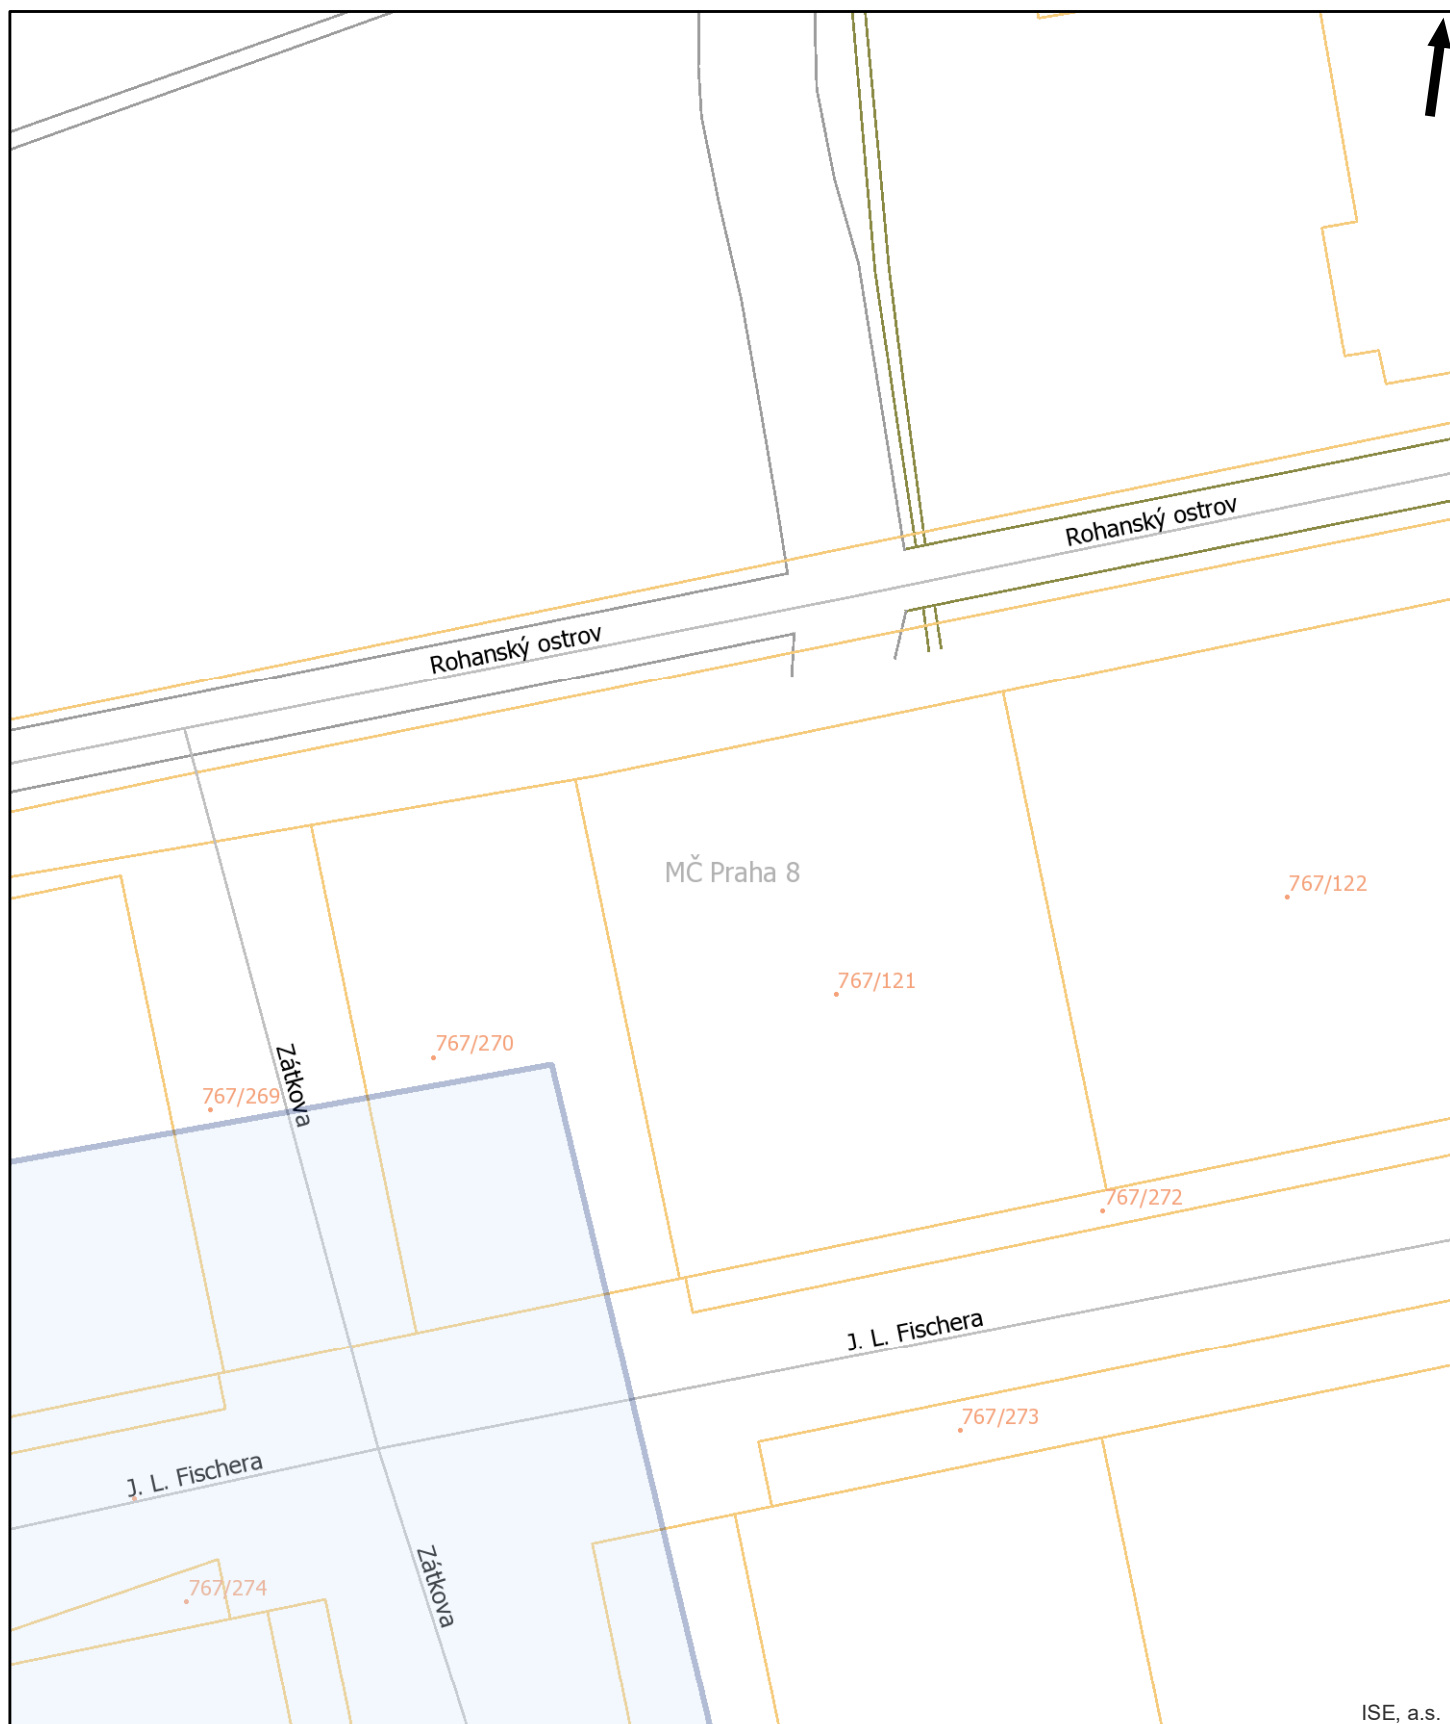 Rohanský ostrov
Rohanský ostrov
MČ Praha 8
767/122
767/121
767/270
Zátkova
767/269
767/272
J. L. Fischera
767/273
J. L. Fischera
Zátkova
767/274
ISE, a.s.